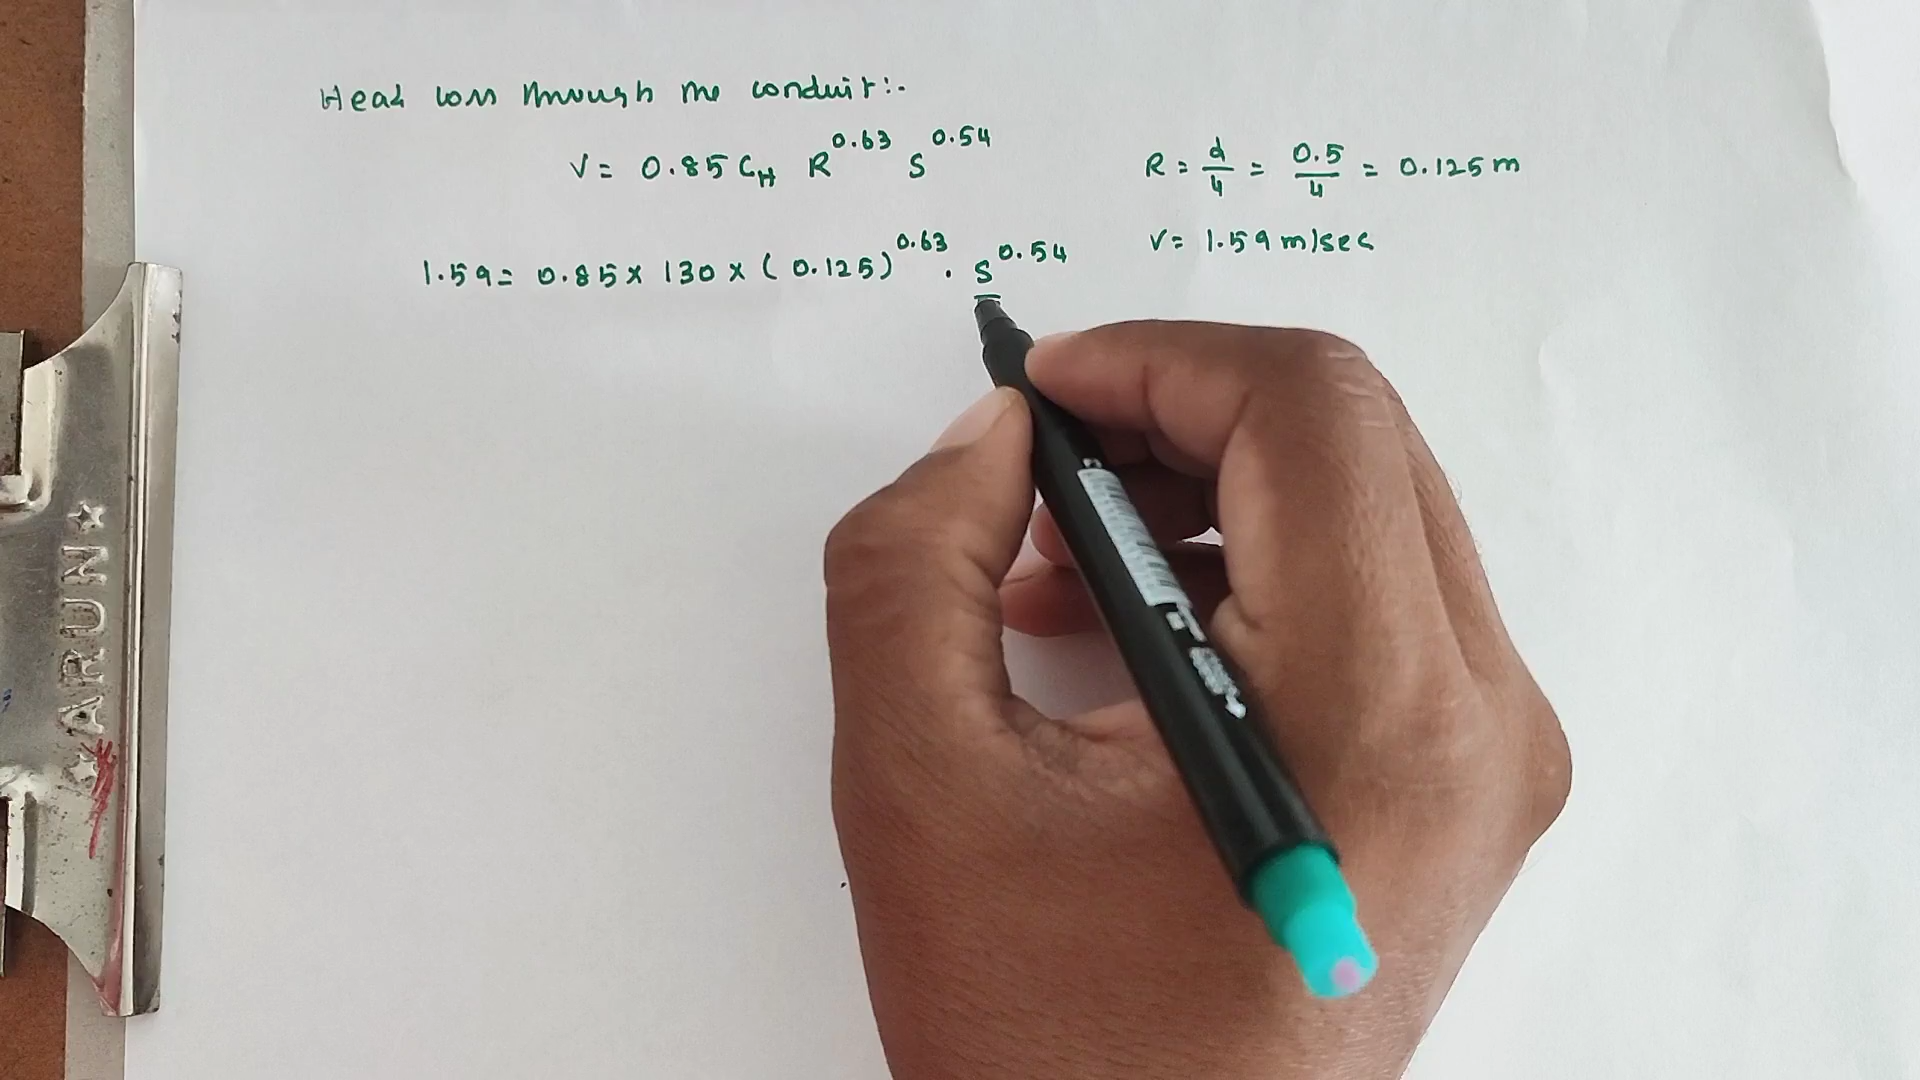 Head loss through the conduit:-
V = 0.85 C_H R^0.63 S^0.54
R = d/4 = 0.5/4 = 0.125 m
V = 1.59 m/sec
1.59 = 0.85 × 130 × (0.125)^0.63 · S^0.54
ARUN